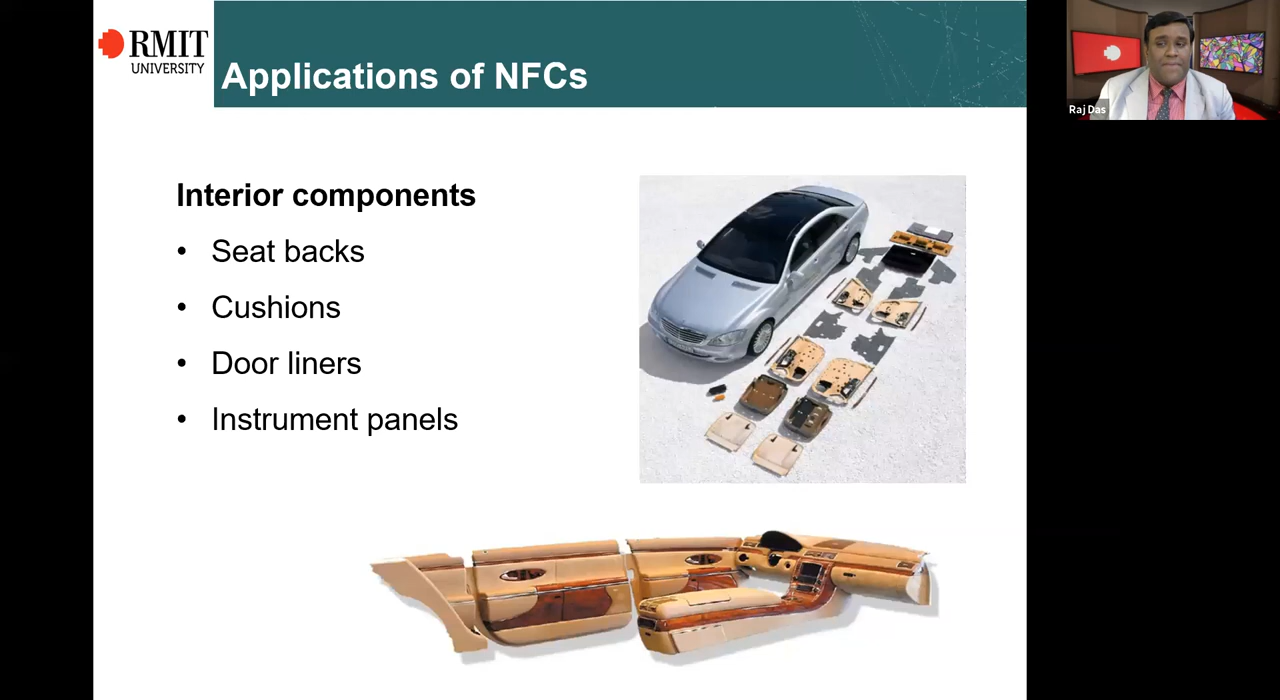 RMIT
UNIVERSITY
Applications of NFCs
Raj Das
Interior components
• Seat backs
• Cushions
• Door liners
• Instrument panels